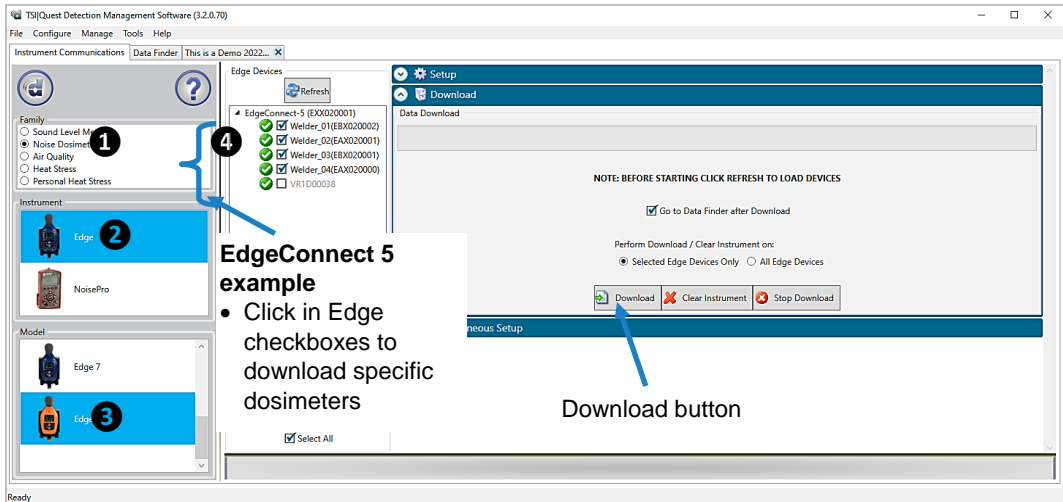 TSI|Quest Detection Management Software (3.2.0.70)
File Configure Manage Tools Help
Instrument Communications Data Finder This is a Demo 2022...
Family
Sound Level
Noise
Air Quality
Heat Stress
Personal Heat Stress
1
4
Instrument
Edge
2
NoisePro
Model
Edge 7
Edge
3
Edge Devices
Refresh
EdgeConnect-5 (EXX020001)
Welder_01(EBX020002)
Welder_02(EAX020001)
Welder_03(EBX020001)
Welder_04(EAX020000)
VR1D00038
EdgeConnect 5
example
• Click in Edge
checkboxes to
download specific
dosimeters
Select All
Setup
Download
Data Download
NOTE: BEFORE STARTING CLICK REFRESH TO LOAD DEVICES
Go to Data Finder after Download
Perform Download / Clear Instrument on:
Selected Edge Devices Only All Edge Devices
Download Clear Instrument Stop Download
Setup
Download button
Ready